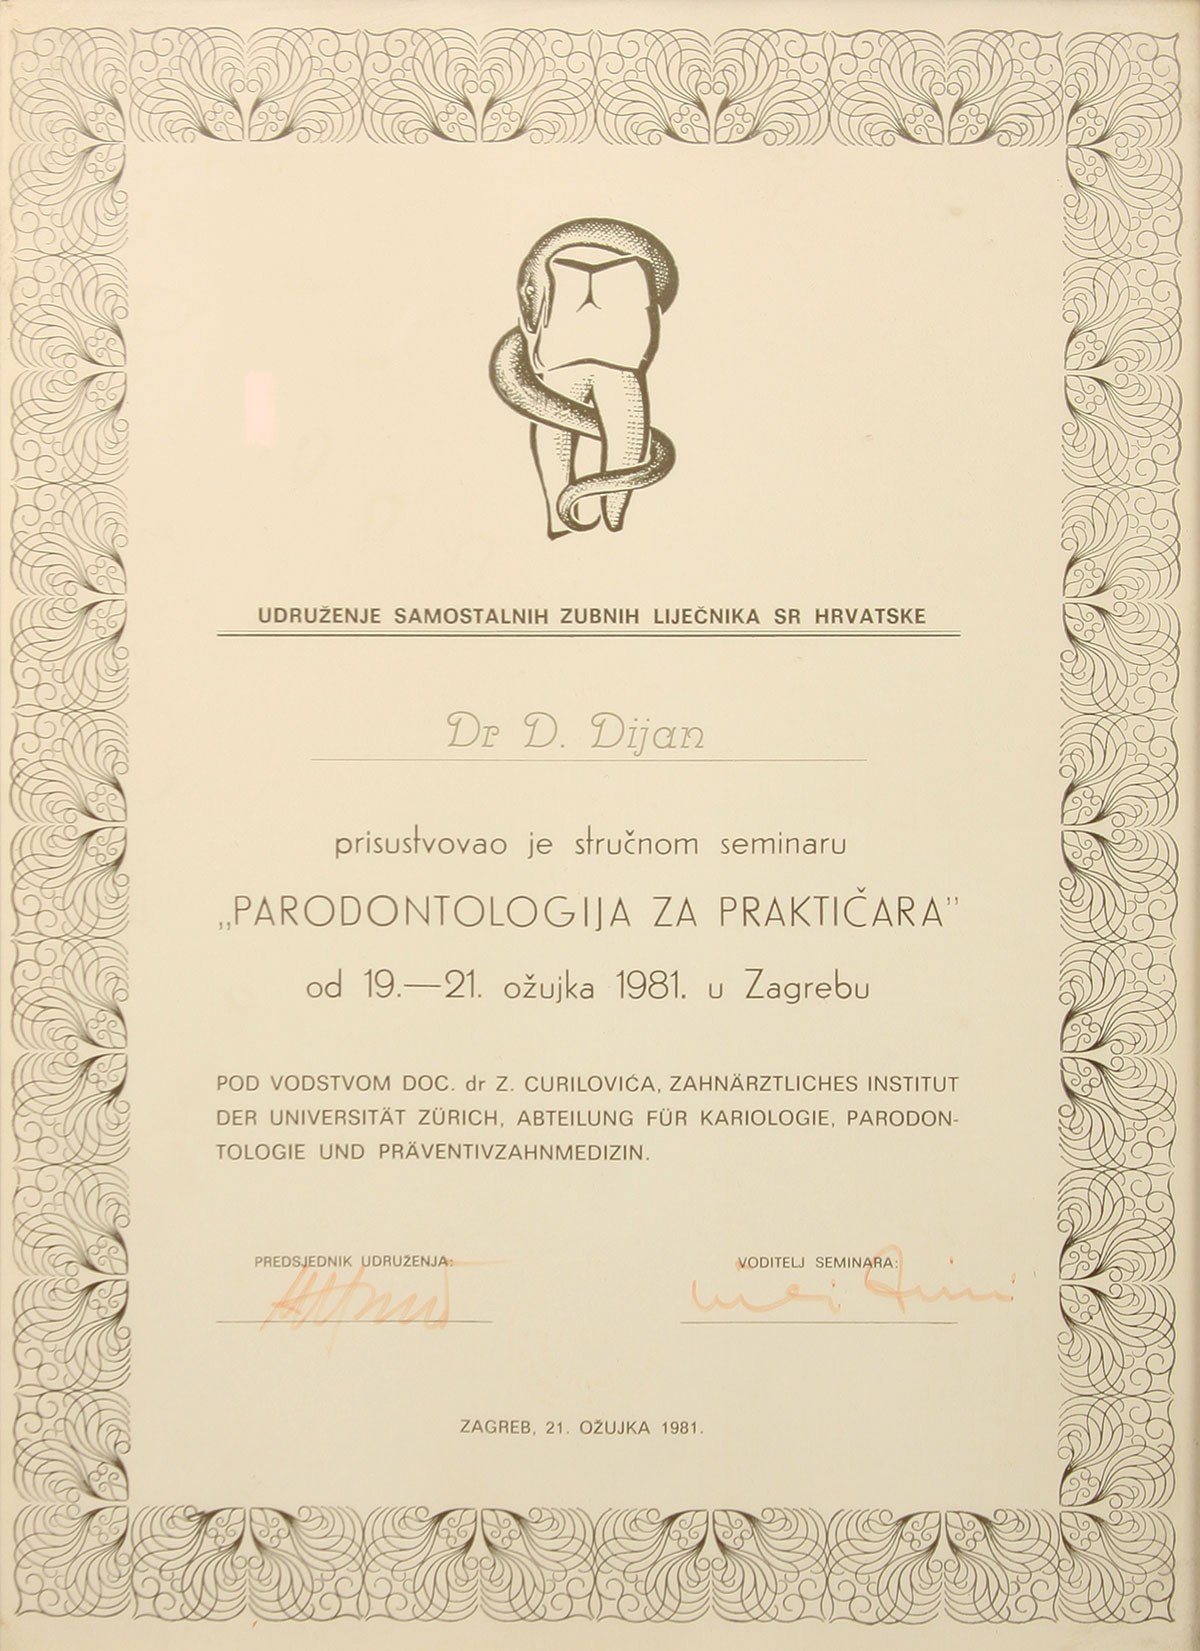 UDRUŽENJE SAMOSTALNIH ZUBNIH LIJEČNIKA SR HRVATSKE
Dr D. Dijan
prisustvovao je stručnom seminaru
„PARODONTOLOGIJA ZA PRAKTIČARA”
od 19.—21. ožujka 1981. u Zagrebu
POD VODSTVOM DOC. dr Z. CURILOVIĆA, ZAHNÄRZTLICHES INSTITUT
DER UNIVERSITÄT ZÜRICH, ABTEILUNG FÜR KARIOLOGIE, PARODON-
TOLOGIE UND PRÄVENTIVZAHNMEDIZIN.
PREDSJEDNIK UDRUŽENJA:
VODITELJ SEMINARA:
ZAGREB, 21. OŽUJKA 1981.